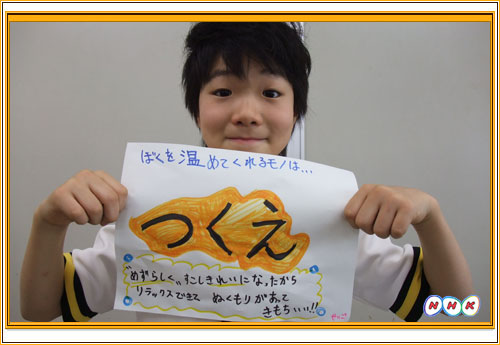 ぼくを温めてくれるモノは...
つくえ
"めずらしく"すこしきれいになったから
リラックスできて ぬくもりがあって
きもちいい!!
NHK